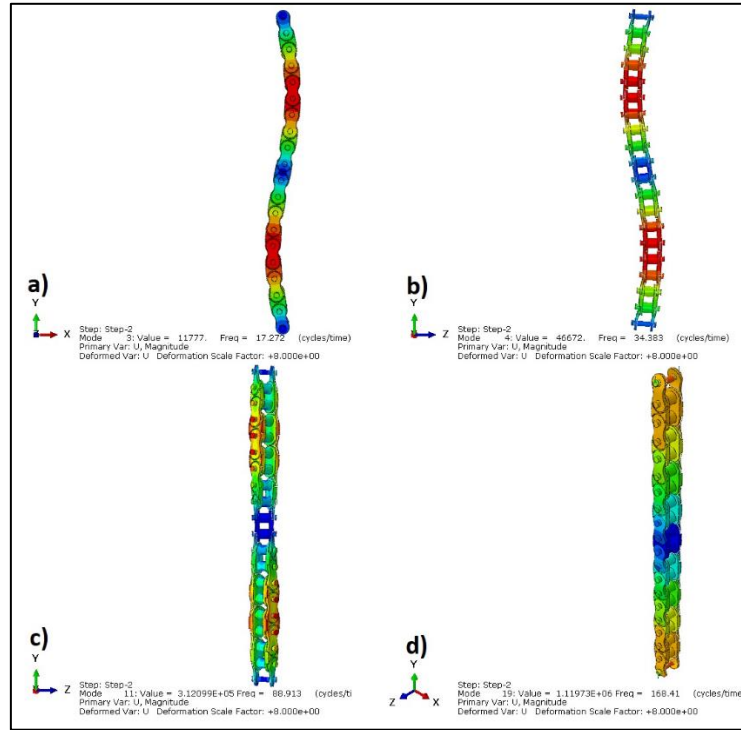 a)
Y
X
Step: Step-2
Mode 3: Value = 11777. Freq = 17.272 (cycles/time)
Primary Var: U, Magnitude
Deformed Var: U Deformation Scale Factor: +8.000e+00
b)
Y
Z
Step: Step-2
Mode 4: Value = 46672. Freq = 34.383 (cycles/time)
Primary Var: U, Magnitude
Deformed Var: U Deformation Scale Factor: +8.000e+00
c)
Y
Z
Step: Step-2
Mode 11: Value = 3.12099E+05 Freq = 88.913 (cycles/ti
Primary Var: U, Magnitude
Deformed Var: U Deformation Scale Factor: +8.000e+00
d)
Y
Z X
Step: Step-2
Mode 19: Value = 1.11973E+06 Freq = 168.41 (cycles/time)
Primary Var: U, Magnitude
Deformed Var: U Deformation Scale Factor: +8.000e+00